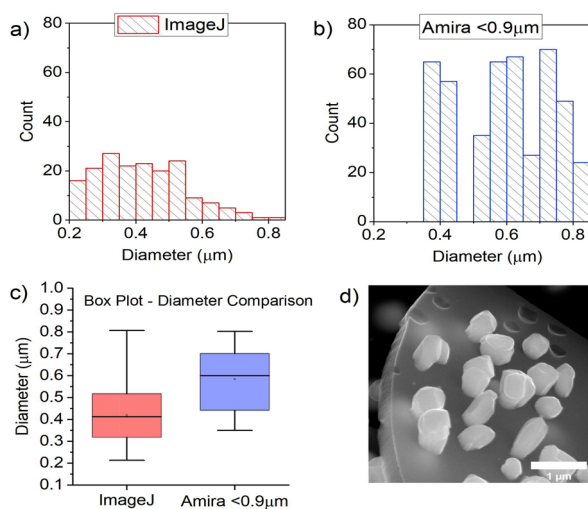 a)
ImageJ
80
60
40
20
0
Count
0.2 0.4 0.6 0.8
Diameter (μm)
b)
Amira <0.9μm
80
60
40
20
0
Count
0.2 0.4 0.6 0.8
Diameter (μm)
c)
Box Plot - Diameter Comparison
1.0
0.9
0.8
0.7
0.6
0.5
0.4
0.3
0.2
0.1
Diameter (μm)
ImageJ Amira <0.9μm
d)
1 μm